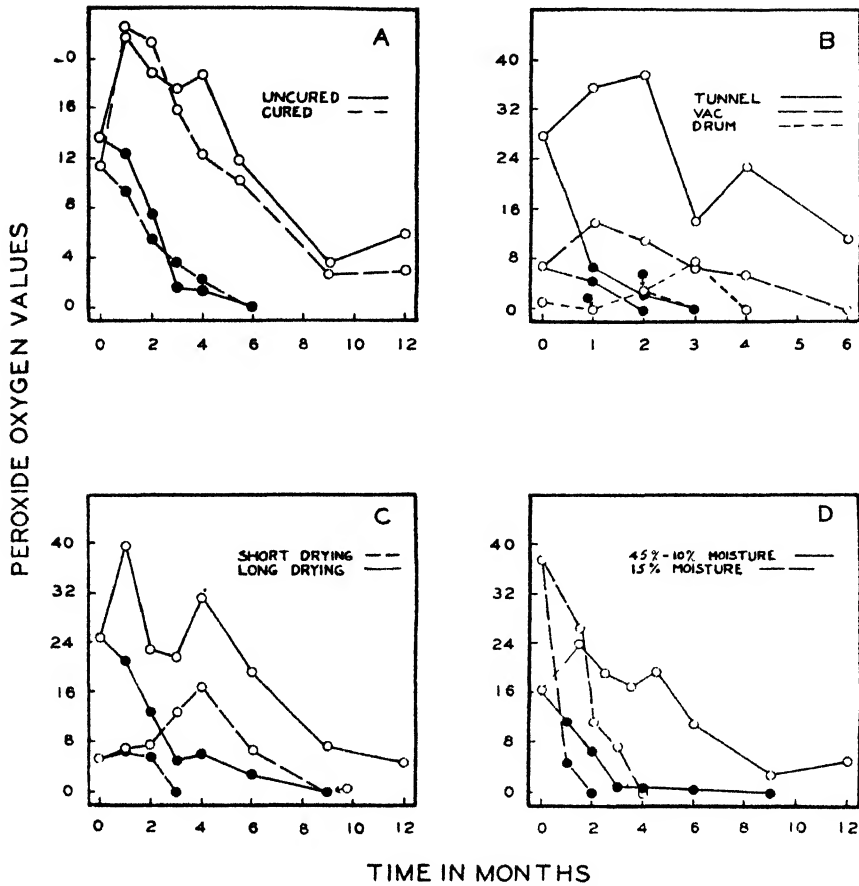 PEROXIDE OXYGEN VALUES
A
UNCURED
CURED
0
16
12
8
4
0
0 2 4 6 8 10 12
B
TUNNEL
VAC
DRUM
40
32
24
16
8
0
0 1 2 3 4 5 6
C
SHORT DRYING
LONG DRYING
40
32
24
16
8
0
0 2 4 6 8 10 12
D
45%-10% MOISTURE
15% MOISTURE
40
32
24
16
8
0
0 2 4 6 8 10 12
TIME IN MONTHS